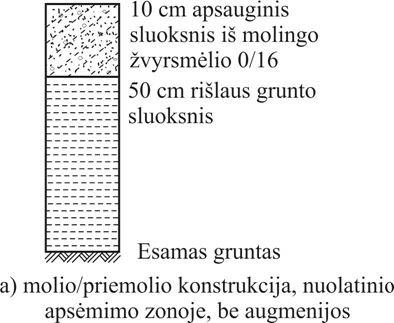 10 cm apsauginis
sluoksnis iš molingo
žvyrsmėlio 0/16
50 cm rišlaus grunto
sluoksnis
Esamas gruntas
a) molio/priemolio konstrukcija, nuolatinio
apsėmimo zonoje, be augmenijos